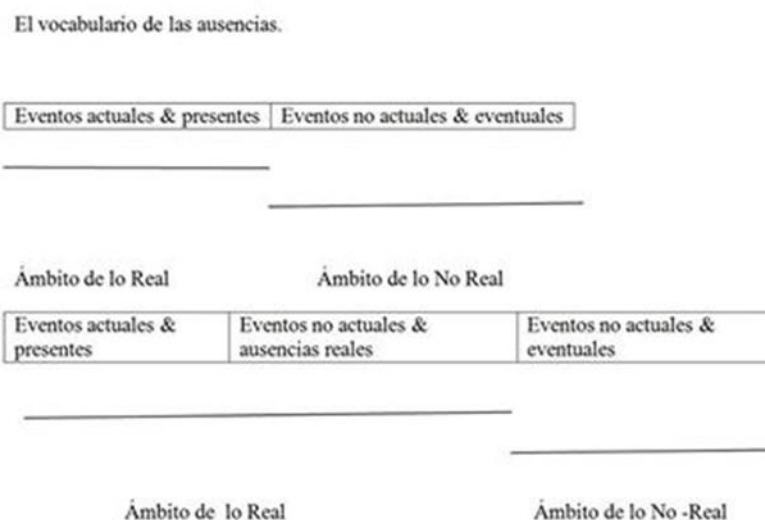 El vocabulario de las ausencias.
Eventos actuales & presentes Eventos no actuales & eventuales
Ámbito de lo Real Ámbito de lo No Real
Eventos actuales & Eventos no actuales & Eventos no actuales &
presentes ausencias reales eventuales
Ámbito de lo Real Ámbito de lo No -Real